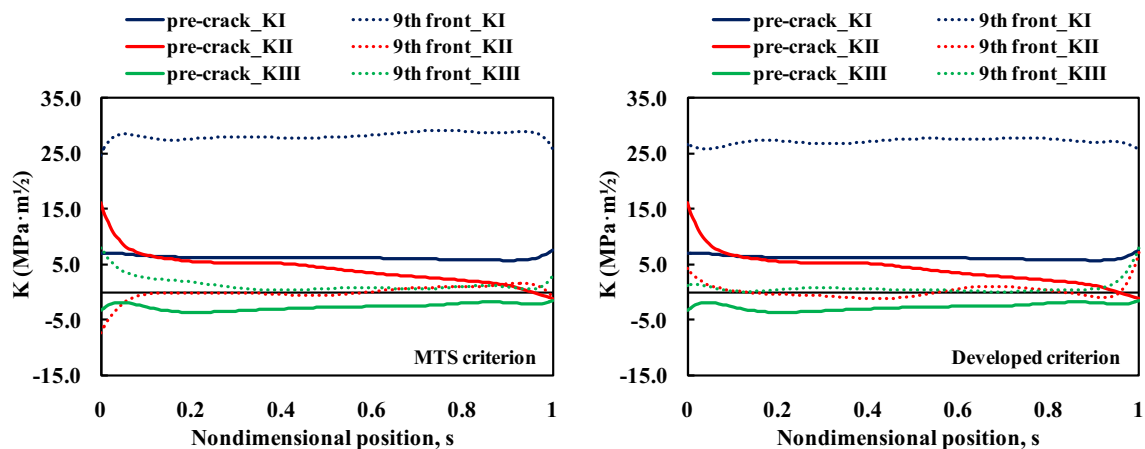 pre-crack_KI 9th front_KI
pre-crack_KII 9th front_KII
pre-crack_KIII 9th front_KIII
35.0
25.0
15.0
5.0
-5.0
-15.0
K (MPa·m½)
MTS criterion
0 0.2 0.4 0.6 0.8 1
Nondimensional position, s
pre-crack_KI 9th front_KI
pre-crack_KII 9th front_KII
pre-crack_KIII 9th front_KIII
35.0
25.0
15.0
5.0
-5.0
-15.0
K (MPa·m½)
Developed criterion
0 0.2 0.4 0.6 0.8 1
Nondimensional position, s